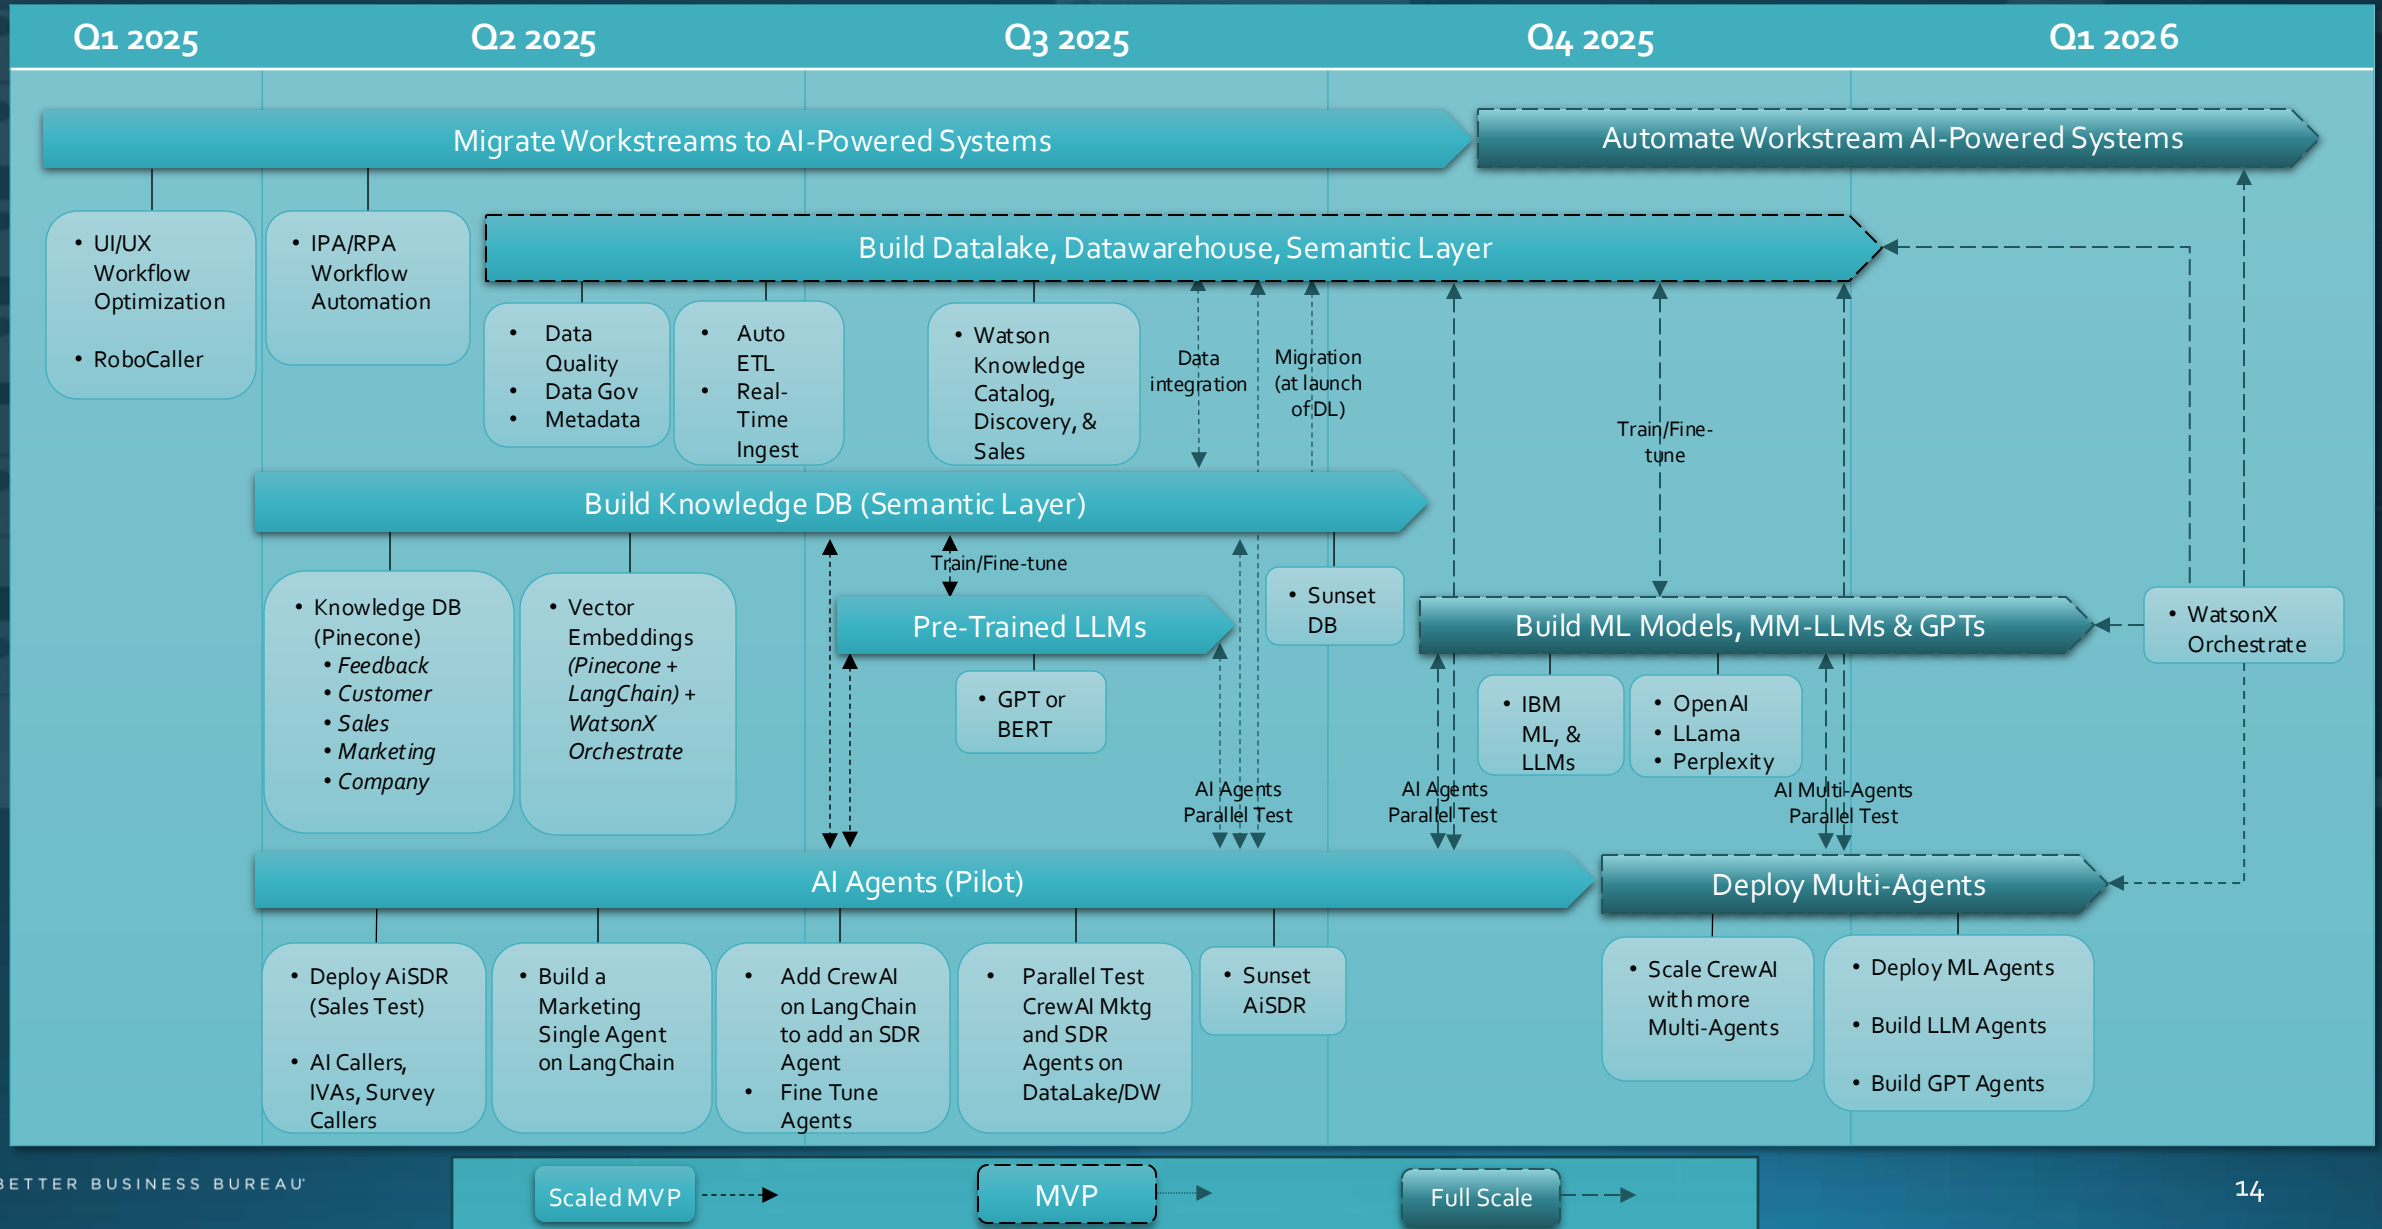 Q1 2025
Q2 2025
Q3 2025
Q4 2025
Q1 2026
Migrate Workstreams to AI-Powered Systems
Automate Workstream AI-Powered Systems
• UI/UX
Workflow
Optimization
• RoboCaller
• IPA/RPA
Workflow
Automation
Build Datalake, Datawarehouse, Semantic Layer
• Data
Quality
• Data Gov
• Metadata
• Auto
ETL
• Real-
Time
Ingest
• Watson
Knowledge
Catalog,
Discovery, &
Sales
Data
integration
Migration
(at launch
of DL)
Train/Fine-
tune
Build Knowledge DB (Semantic Layer)
• Knowledge DB
(Pinecone)
• Feedback
• Customer
• Sales
• Marketing
• Company
• Vector
Embeddings
(Pinecone +
LangChain) +
WatsonX
Orchestrate
Train/Fine-tune
Pre-Trained LLMs
• GPT or
BERT
• Sunset
DB
Build ML Models, MM-LLMs & GPTs
• WatsonX
Orchestrate
• IBM
ML, &
LLMs
• OpenAI
• LLama
• Perplexity
AI Agents
Parallel Test
AI Agents
Parallel Test
AI Multi-Agents
Parallel Test
AI Agents (Pilot)
Deploy Multi-Agents
• Deploy AiSDR
(Sales Test)
• AI Callers,
IVAs, Survey
Callers
• Build a
Marketing
Single Agent
on LangChain
• Add CrewAI
on LangChain
to add an SDR
Agent
• Fine Tune
Agents
• Parallel Test
CrewAI Mktg
and SDR
Agents on
DataLake/DW
• Sunset
AiSDR
• Scale CrewAI
with more
Multi-Agents
• Deploy ML Agents
• Build LLM Agents
• Build GPT Agents
BETTER BUSINESS BUREAU
Scaled MVP
MVP
Full Scale
14